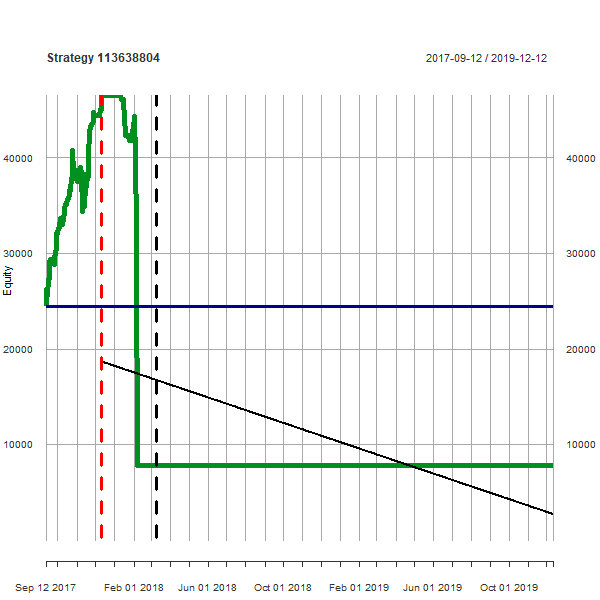 Strategy 113638804
2017-09-12 / 2019-12-12
Equity
40000
40000
30000
30000
20000
20000
10000
10000
Sep 12 2017
Feb 01 2018
Jun 01 2018
Oct 01 2018
Feb 01 2019
Jun 01 2019
Oct 01 2019